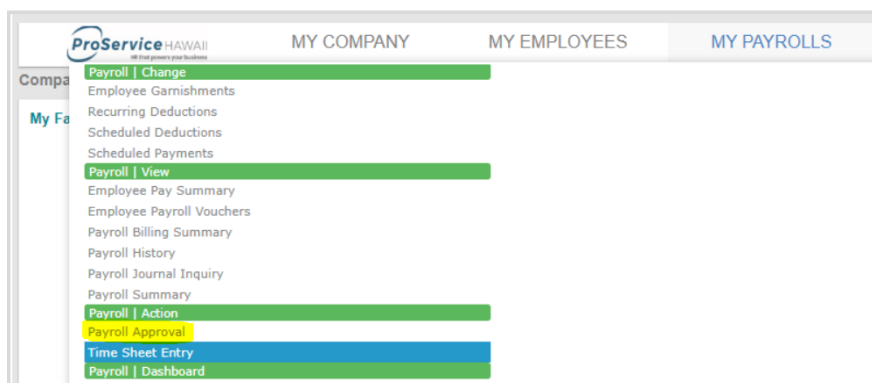 ProService HAWAII
HR that powers your business
MY COMPANY
MY EMPLOYEES
MY PAYROLLS
Compa
My Fa
Payroll | Change
Employee Garnishments
Recurring Deductions
Scheduled Deductions
Scheduled Payments
Payroll | View
Employee Pay Summary
Employee Payroll Vouchers
Payroll Billing Summary
Payroll History
Payroll Journal Inquiry
Payroll Summary
Payroll | Action
Payroll Approval
Time Sheet Entry
Payroll | Dashboard